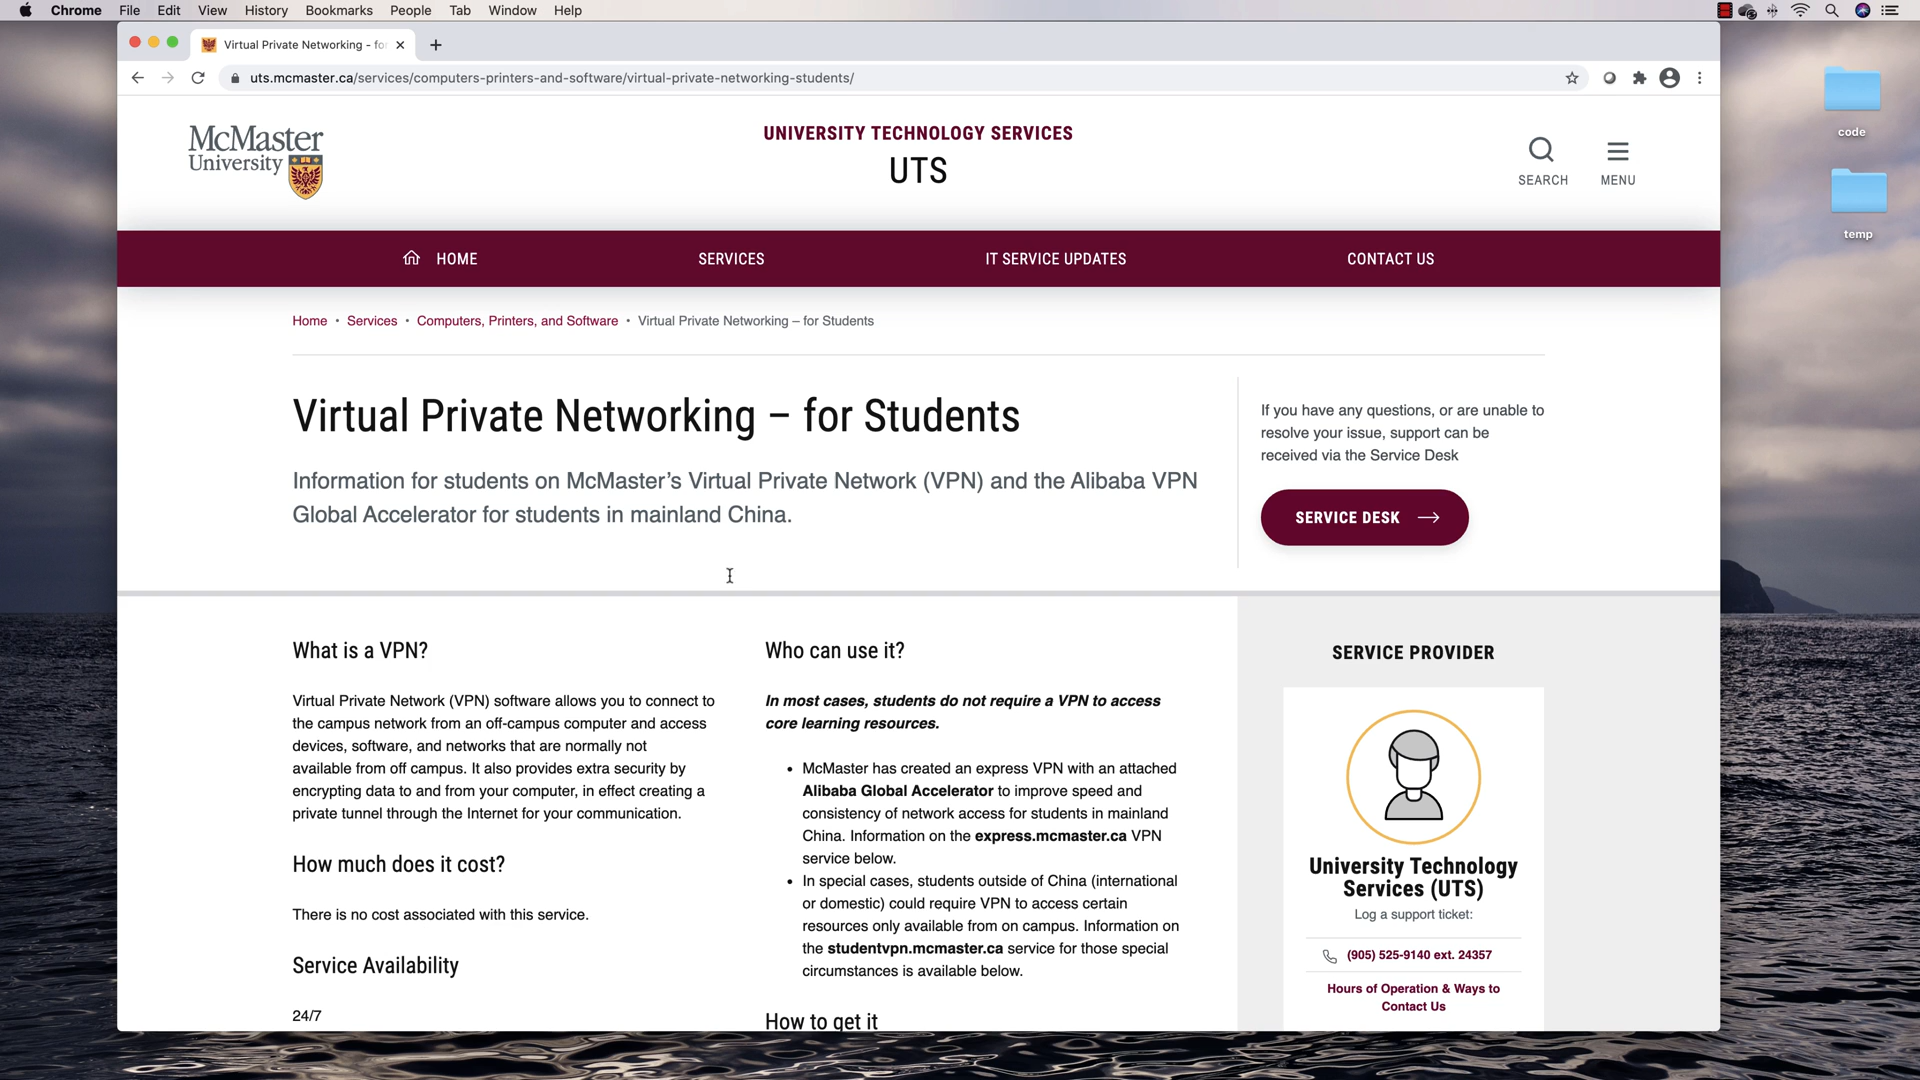 Chrome File Edit View History Bookmarks People Tab Window Help
Virtual Private Networking - fo
uts.mcmaster.ca/services/computers-printers-and-software/virtual-private-networking-students/
code
temp
McMaster
University
UNIVERSITY TECHNOLOGY SERVICES
UTS
SEARCH
MENU
HOME
SERVICES
IT SERVICE UPDATES
CONTACT US
Home • Services • Computers, Printers, and Software • Virtual Private Networking – for Students
Virtual Private Networking – for Students
Information for students on McMaster’s Virtual Private Network (VPN) and the Alibaba VPN
Global Accelerator for students in mainland China.
If you have any questions, or are unable to
resolve your issue, support can be
received via the Service Desk
SERVICE DESK
What is a VPN?
Virtual Private Network (VPN) software allows you to connect to
the campus network from an off-campus computer and access
devices, software, and networks that are normally not
available from off campus. It also provides extra security by
encrypting data to and from your computer, in effect creating a
private tunnel through the Internet for your communication.
How much does it cost?
There is no cost associated with this service.
Service Availability
24/7
Who can use it?
In most cases, students do not require a VPN to access
core learning resources.
• McMaster has created an express VPN with an attached
Alibaba Global Accelerator to improve speed and
consistency of network access for students in mainland
China. Information on the express.mcmaster.ca VPN
service below.
• In special cases, students outside of China (international
or domestic) could require VPN to access certain
resources only available from on campus. Information on
the studentvpn.mcmaster.ca service for those special
circumstances is available below.
How to get it
SERVICE PROVIDER
University Technology
Services (UTS)
Log a support ticket:
(905) 525-9140 ext. 24357
Hours of Operation & Ways to
Contact Us